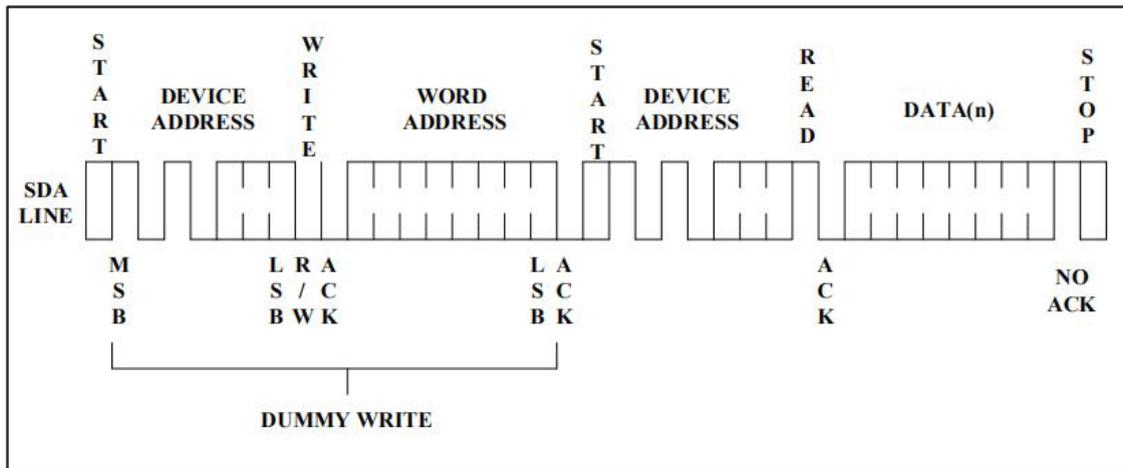 START
DEVICE
ADDRESS
WRITE
WORD
ADDRESS
START
DEVICE
ADDRESS
READ
DATA(n)
STOP
SDA
LINE
MSB
LSB
R/W
ACK
LSB
ACK
ACK
NO
ACK
DUMMY WRITE